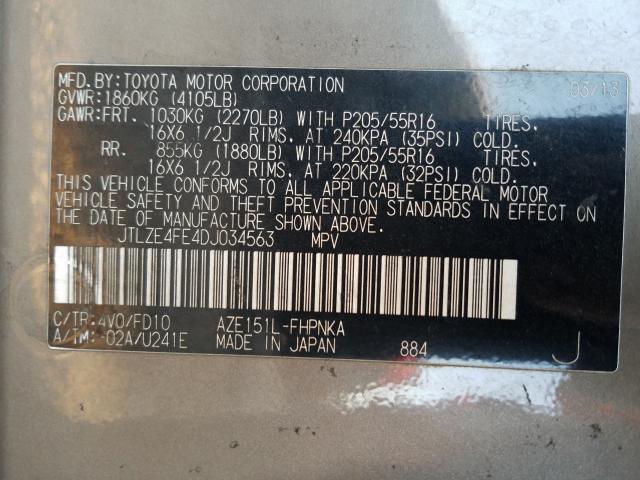 MFD.BY:TOYOTA MOTOR CORPORATION 03/13
GVWR:1860KG (4105LB)
GAWR:FRT. 1030KG (2270LB) WITH P205/55R16 TIRES,
16X6 1/2J RIMS, AT 240KPA (35PSI) COLD.
RR. 855KG (1880LB) WITH P205/55R16 TIRES,
16X6 1/2J RIMS, AT 220KPA (32PSI) COLD.
THIS VEHICLE CONFORMS TO ALL APPLICABLE FEDERAL MOTOR
VEHICLE SAFETY AND THEFT PREVENTION STANDARDS IN EFFECT ON
THE DATE OF MANUFACTURE SHOWN ABOVE.
JTLZE4FE4DJ034563 MPV
C/TR:4V0/FD10 AZE151L-FHPNKA
A/TM:-02A/U241E MADE IN JAPAN 884 J